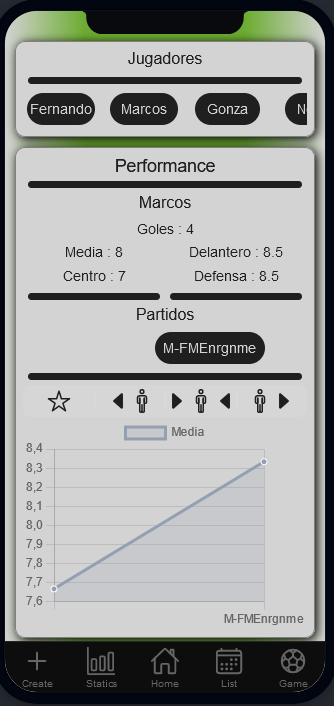 Jugadores
Fernando Marcos Gonza
Performance
Marcos
Goles : 4
Media : 8 Delantero : 8.5
Centro : 7 Defensa : 8.5
Partidos
M-FMEnrgnme
Media
8,4
8,3
8,2
8,1
8,0
7,9
7,8
7,7
7,6
M-FMEnrgnme
Create Statics Home List Game